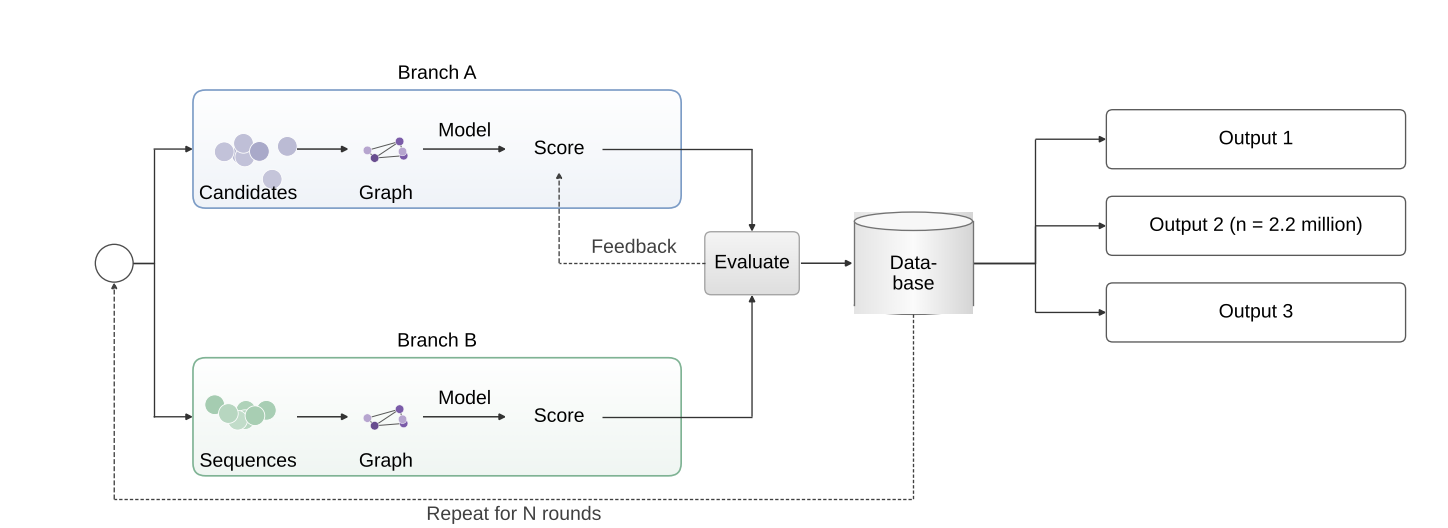 Branch A
Model
Score
Candidates
Graph
Feedback
Evaluate
Data-
base
Output 1
Output 2 (n = 2.2 million)
Output 3
Branch B
Model
Score
Sequences
Graph
Repeat for N rounds